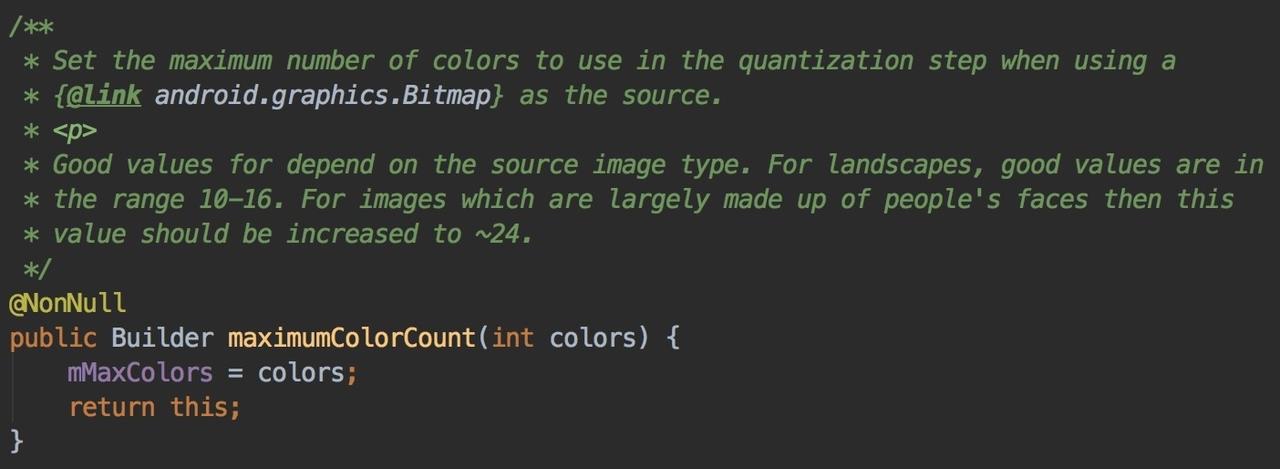 /**
 * Set the maximum number of colors to use in the quantization step when using a
 * {@link android.graphics.Bitmap} as the source.
 * <p>
 * Good values for depend on the source image type. For landscapes, good values are in
 * the range 10-16. For images which are largely made up of people's faces then this
 * value should be increased to ~24.
 */
@NonNull
public Builder maximumColorCount(int colors) {
    mMaxColors = colors;
    return this;
}